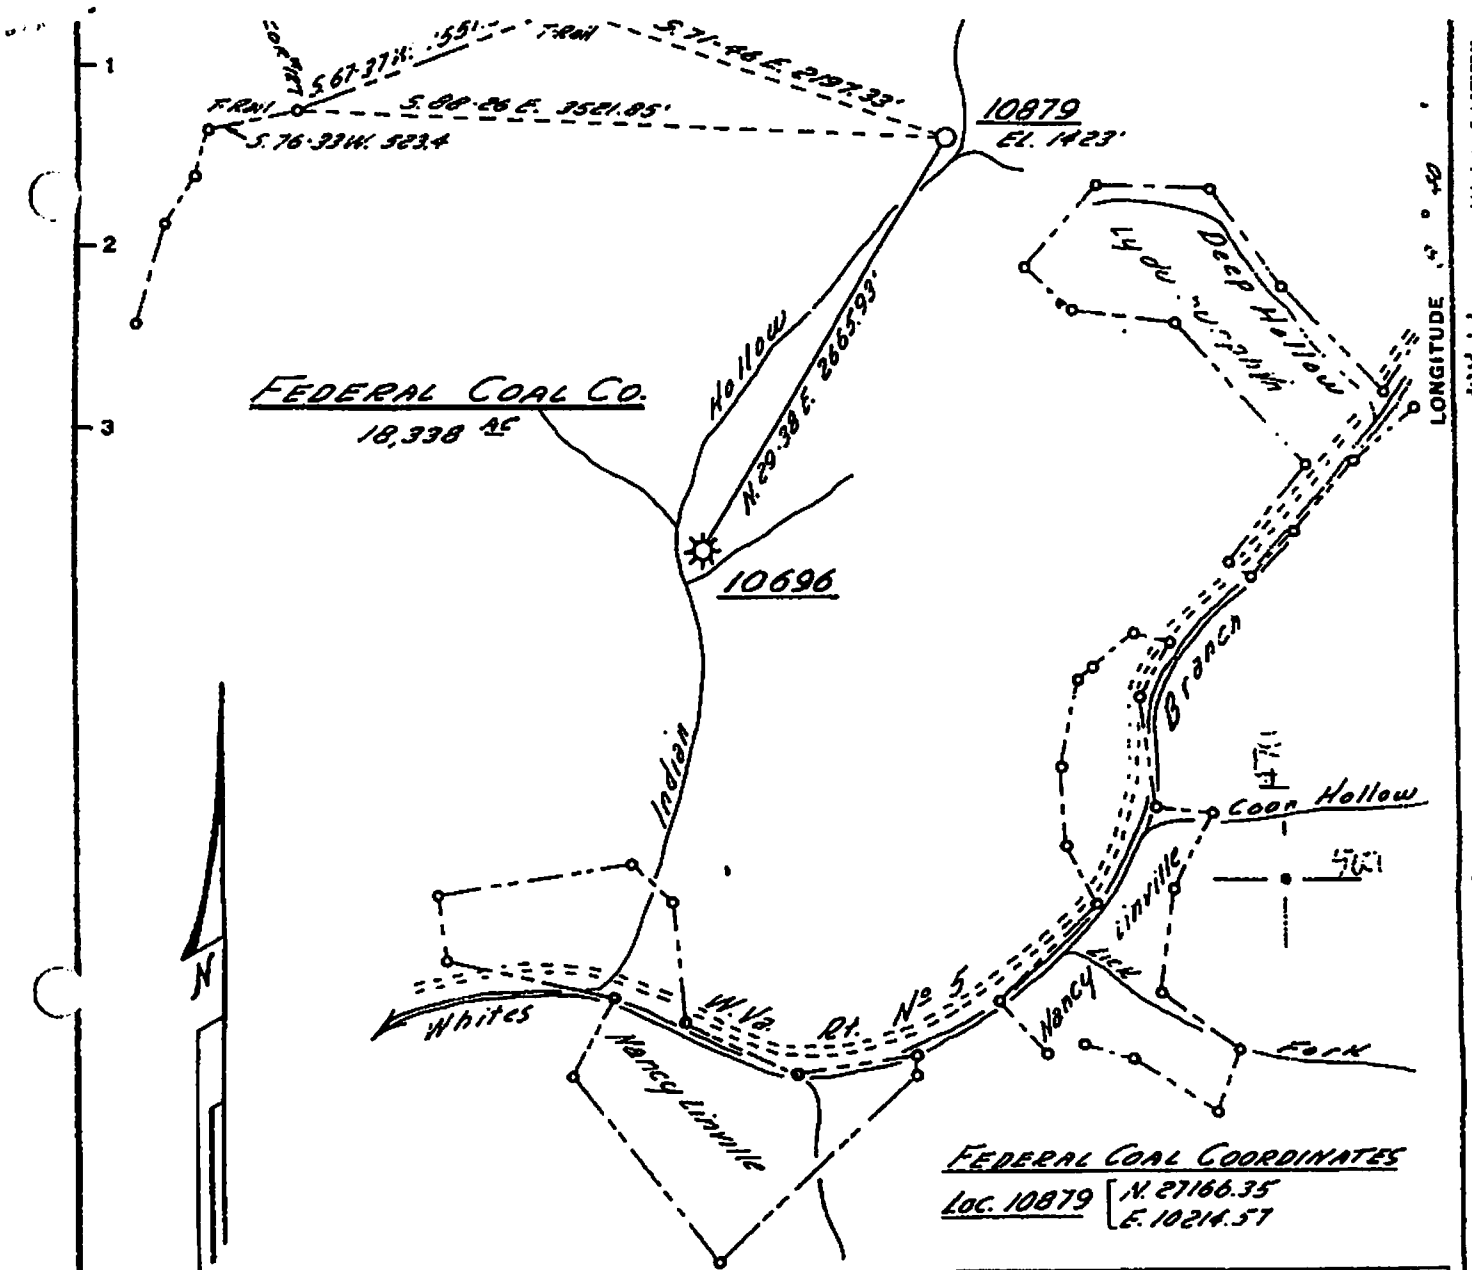 1
S. 67-37 W.
T-Rail
S. 71-46 E. 2197.33'
T-Rail
S. 88-26 E. 3521.85'
S. 76-33 W. 523.4
10879
EL. 1423'
2
Deep Hollow
LONGITUDE
Hollow
N. 29-38 E. 2665.93'
FEDERAL COAL CO.
18,338 AC
3
10696
Branch
Indian
Coon Hollow
Linville
Nancy
Lick
Fork
N
Whites
W. Va. Rt. No 5
Nancy Linville
FEDERAL COAL COORDINATES
Loc. 10879
N. 27166.35
E. 10214.57